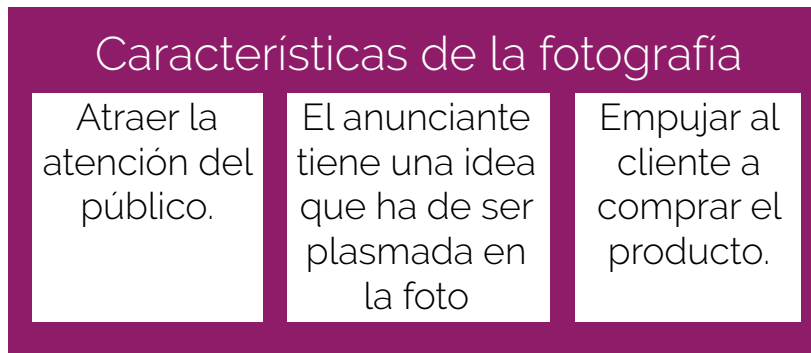 Características de la fotografía
Atraer la
atención del
público.
El anunciante
tiene una idea
que ha de ser
plasmada en
la foto
Empujar al
cliente a
comprar el
producto.